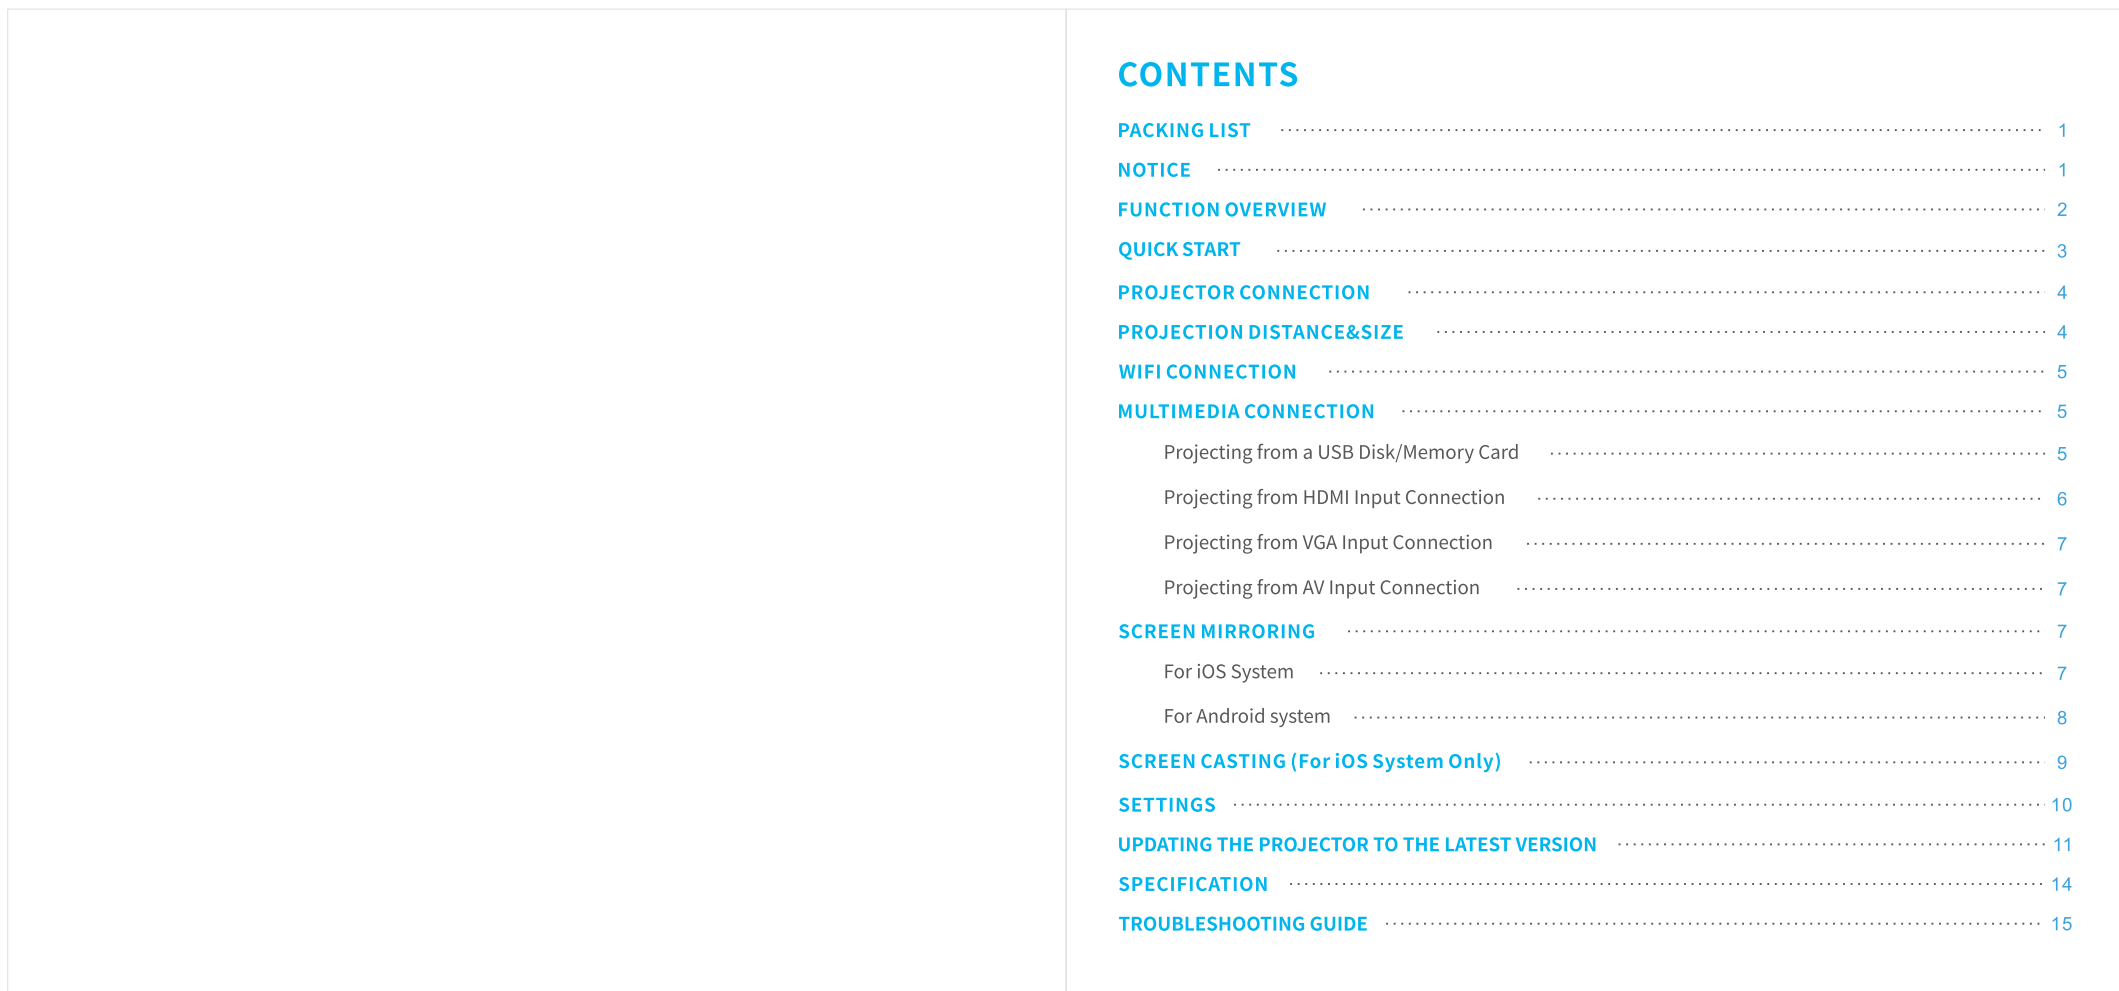 CONTENTS
PACKING LIST 1
NOTICE 1
FUNCTION OVERVIEW 2
QUICK START 3
PROJECTOR CONNECTION 4
PROJECTION DISTANCE&SIZE 4
WIFI CONNECTION 5
MULTIMEDIA CONNECTION 5
Projecting from a USB Disk/Memory Card 5
Projecting from HDMI Input Connection 6
Projecting from VGA Input Connection 7
Projecting from AV Input Connection 7
SCREEN MIRRORING 7
For iOS System 7
For Android system 8
SCREEN CASTING (For iOS System Only) 9
SETTINGS 10
UPDATING THE PROJECTOR TO THE LATEST VERSION 11
SPECIFICATION 14
TROUBLESHOOTING GUIDE 15